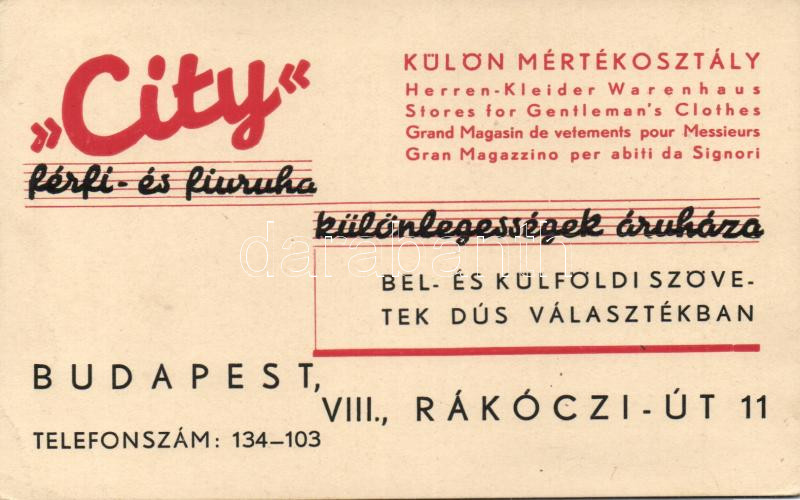 „City“
férfi- és fiuruha
különlegességek áruháza
KÜLÖN MÉRTÉKOSZTÁLY
Herren-Kleider Warenhaus
Stores for Gentleman's Clothes
Grand Magasin de vetements pour Messieurs
Gran Magazzino per abiti da Signori
BEL- ÉS KÜLFÖLDI SZÖVE-
TEK DÚS VÁLASZTÉKBAN
BUDAPEST,
VIII., RÁKÓCZI-ÚT 11
TELEFONSZÁM: 134–103
darabanth